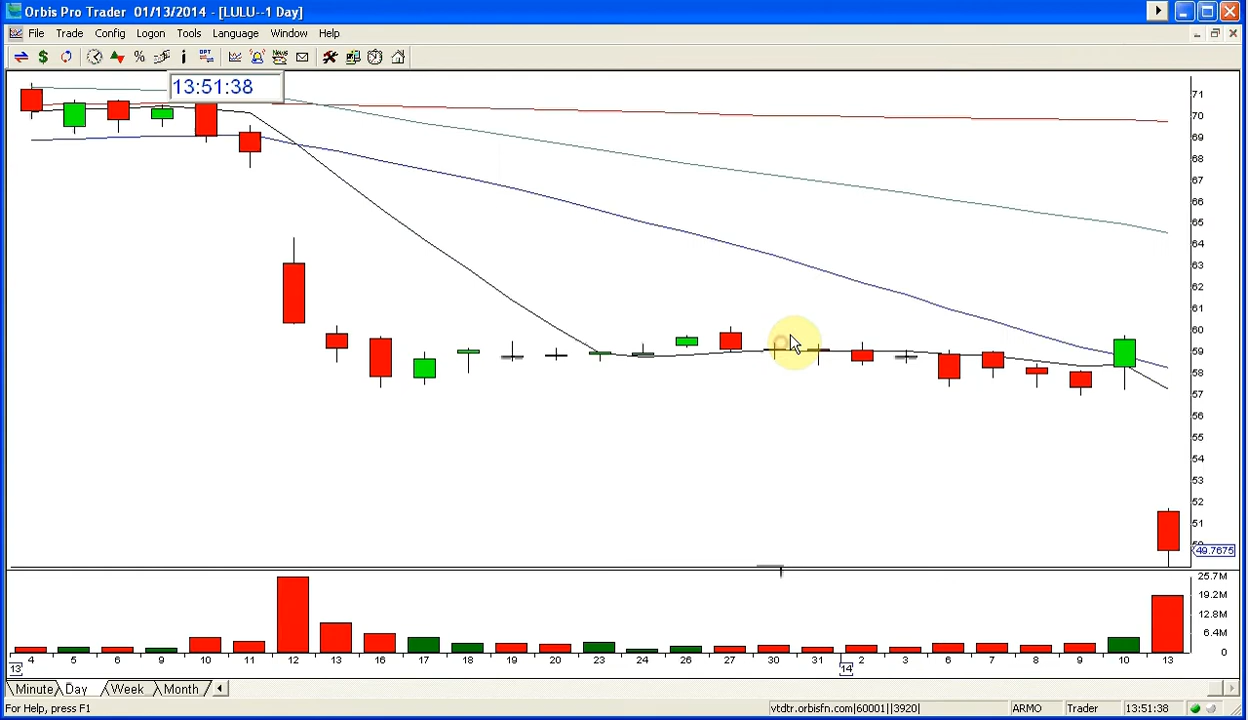 Orbis Pro Trader 01/13/2014 - [LULU--1 Day]
File Trade Config Logon Tools Language Window Help
13:51:38
71
70
69
68
67
66
65
64
63
62
61
60
59
58
57
56
55
54
53
52
51
49.7675
25.7M
19.2M
12.8M
6.4M
0
4 5 6 9 10 11 12 13 16 17 18 19 20 23 24 26 27 30 31 2 3 6 7 8 9 10 13
13 14
Minute Day Week Month
For Help, press F1 vtdtr.orbisfn.com|60001||3920| ARMO Trader 13:51:38